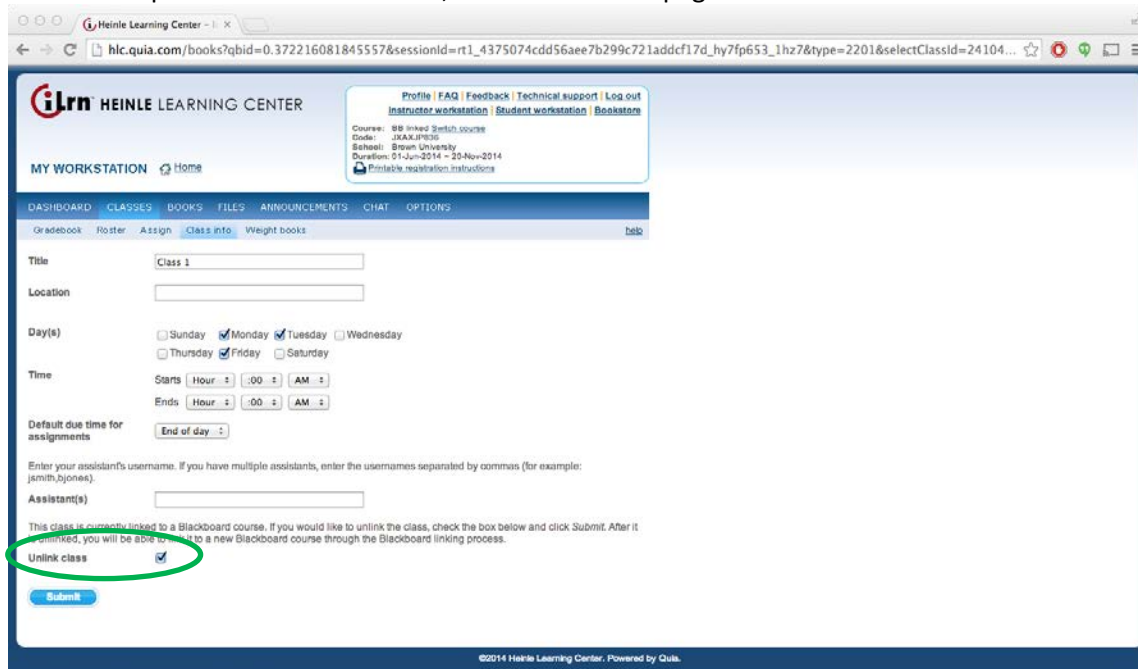 Heinle Learning Center - I
hlc.quia.com/books?qbid=0.372216081845557&sessionId=rt1_4375074cdd56aee7b299c721addcf17d_hy7fp653_1hz7&type=2201&selectClassId=24104...
iLrn™ HEINLE LEARNING CENTER
Profile | FAQ | Feedback | Technical support | Log out
Instructor workstation | Student workstation | Bookstore
Course: BB linked Switch course
Code: JXAXJP836
School: Brown University
Duration: 01-Jun-2014 – 20-Nov-2014
Printable registration instructions
MY WORKSTATION Home
DASHBOARD CLASSES BOOKS FILES ANNOUNCEMENTS CHAT OPTIONS
Gradebook Roster Assign Class info Weight books help
Title Class 1
Location
Day(s) Sunday Monday Tuesday Wednesday
Thursday Friday Saturday
Time Starts Hour :00 AM
Ends Hour :00 AM
Default due time for
assignments End of day
Enter your assistant's username. If you have multiple assistants, enter the usernames separated by commas (for example:
jsmith,bjones).
Assistant(s)
This class is currently linked to a Blackboard course. If you would like to unlink the class, check the box below and click Submit. After it
is unlinked, you will be able to link it to a new Blackboard course through the Blackboard linking process.
Unlink class
Submit
©2014 Heinle Learning Center. Powered by Quia.